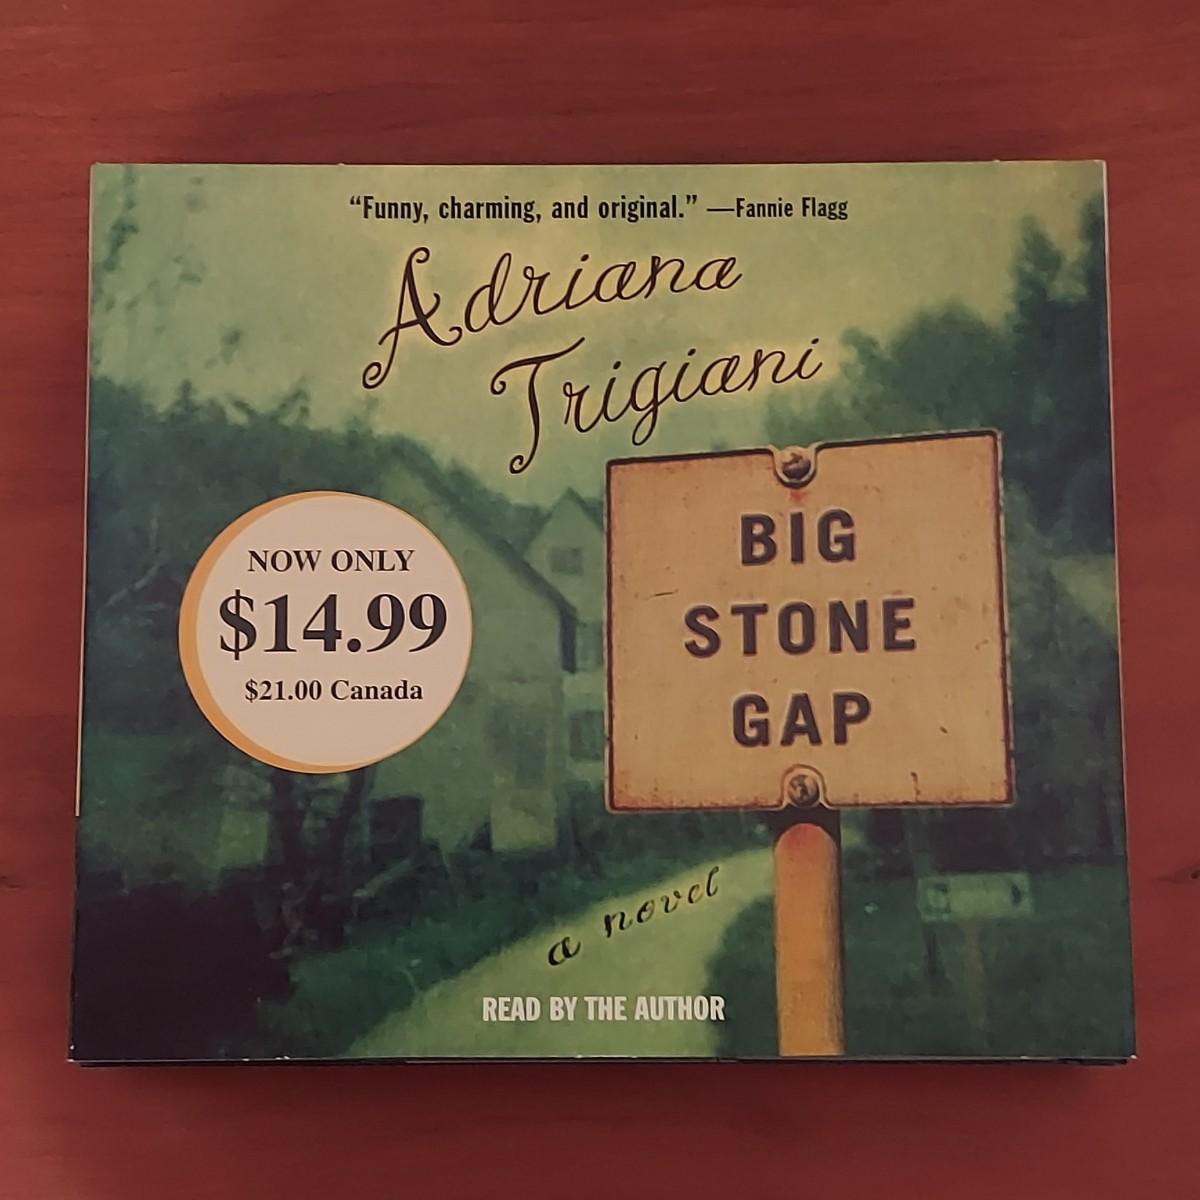 “Funny, charming, and original.” —Fannie Flagg
Adriana
Trigiani
BIG
STONE
GAP
NOW ONLY
$14.99
$21.00 Canada
a novel
READ BY THE AUTHOR